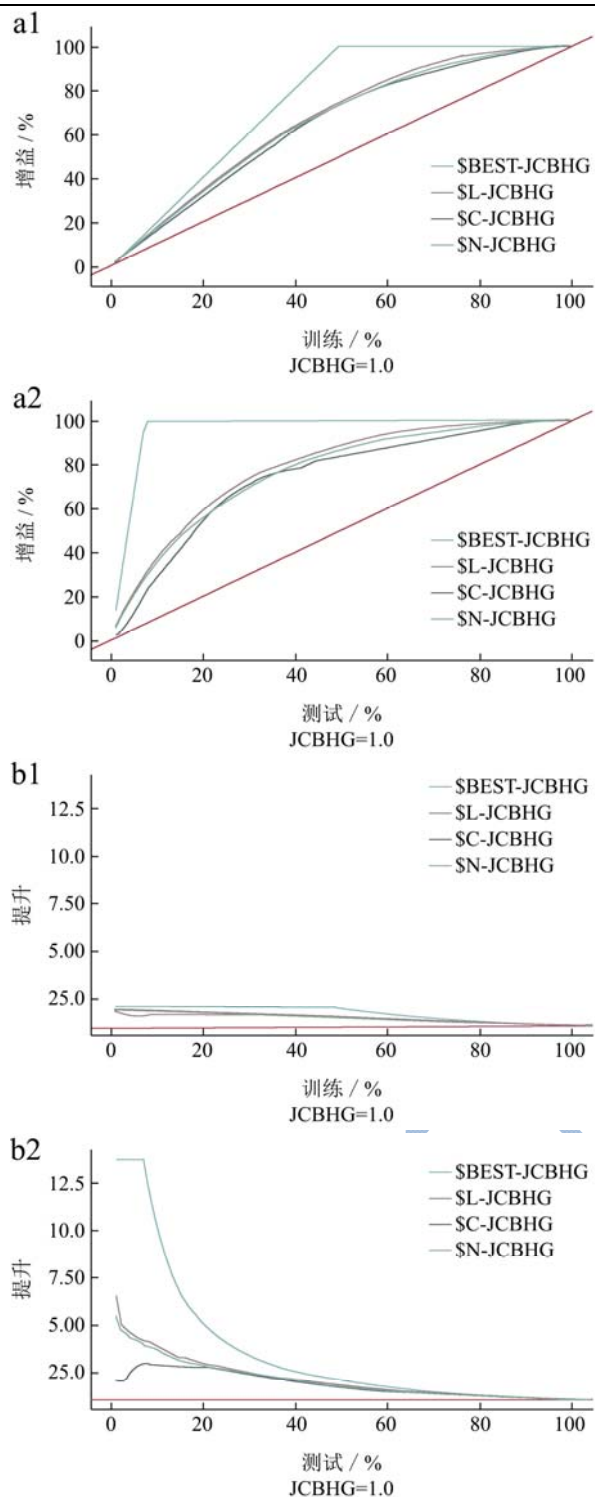 a1
100
80
60
40
20
0
增益 / %
$BEST-JCBHG
$L-JCBHG
$C-JCBHG
$N-JCBHG
0 20 40 60 80 100
训练 / %
JCBHG=1.0
a2
100
80
60
40
20
0
增益 / %
$BEST-JCBHG
$L-JCBHG
$C-JCBHG
$N-JCBHG
0 20 40 60 80 100
测试 / %
JCBHG=1.0
b1
12.5
10.0
7.50
5.00
25.0
提升
$BEST-JCBHG
$L-JCBHG
$C-JCBHG
$N-JCBHG
0 20 40 60 80 100
训练 / %
JCBHG=1.0
b2
12.5
10.0
7.50
5.00
25.0
提升
$BEST-JCBHG
$L-JCBHG
$C-JCBHG
$N-JCBHG
0 20 40 60 80 100
测试 / %
JCBHG=1.0